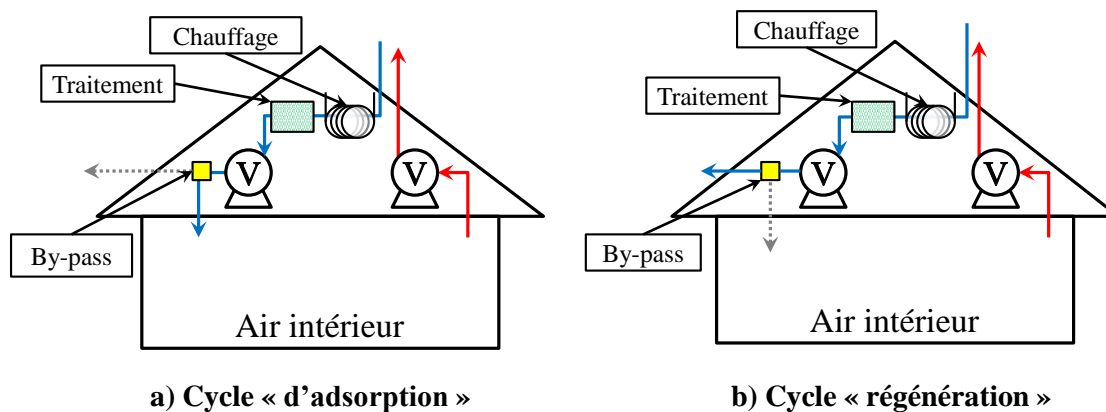 Chauffage
Traitement
V
V
By-pass
Air intérieur
a) Cycle « d’adsorption »
Chauffage
Traitement
V
V
By-pass
Air intérieur
b) Cycle « régénération »